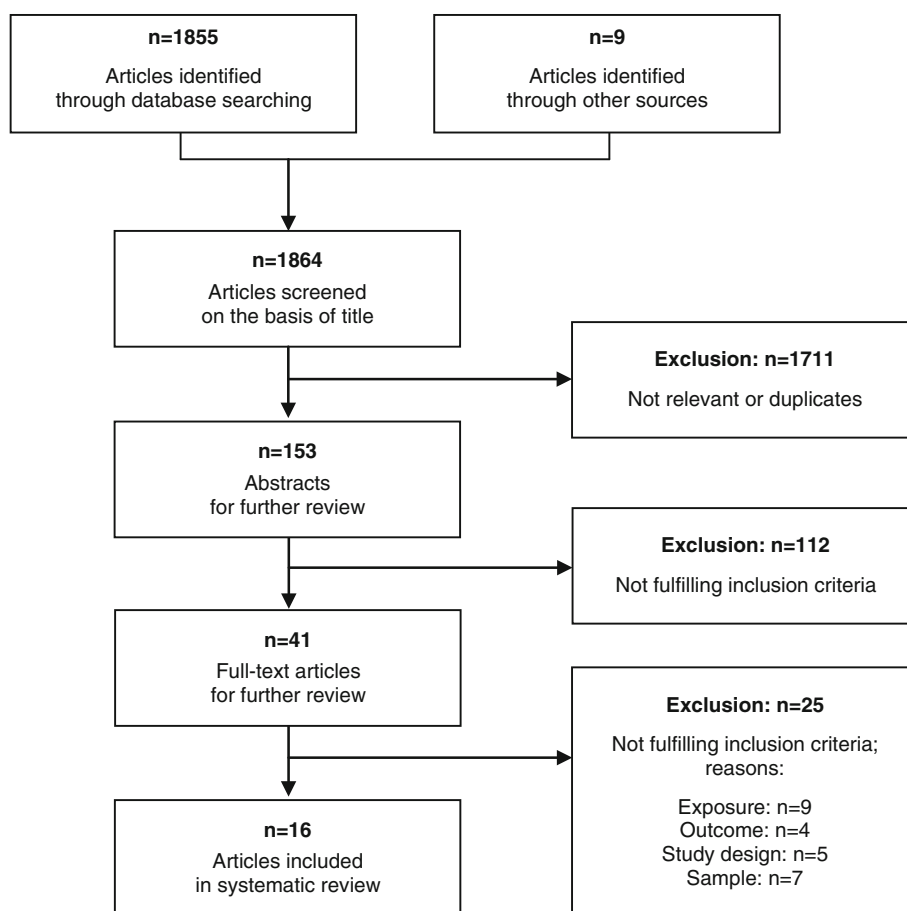 n=1855
Articles identified
through database searching
n=9
Articles identified
through other sources
n=1864
Articles screened
on the basis of title
Exclusion: n=1711
Not relevant or duplicates
n=153
Abstracts
for further review
Exclusion: n=112
Not fulfilling inclusion criteria
n=41
Full-text articles
for further review
Exclusion: n=25
Not fulfilling inclusion criteria;
reasons:
Exposure: n=9
Outcome: n=4
Study design: n=5
Sample: n=7
n=16
Articles included
in systematic review